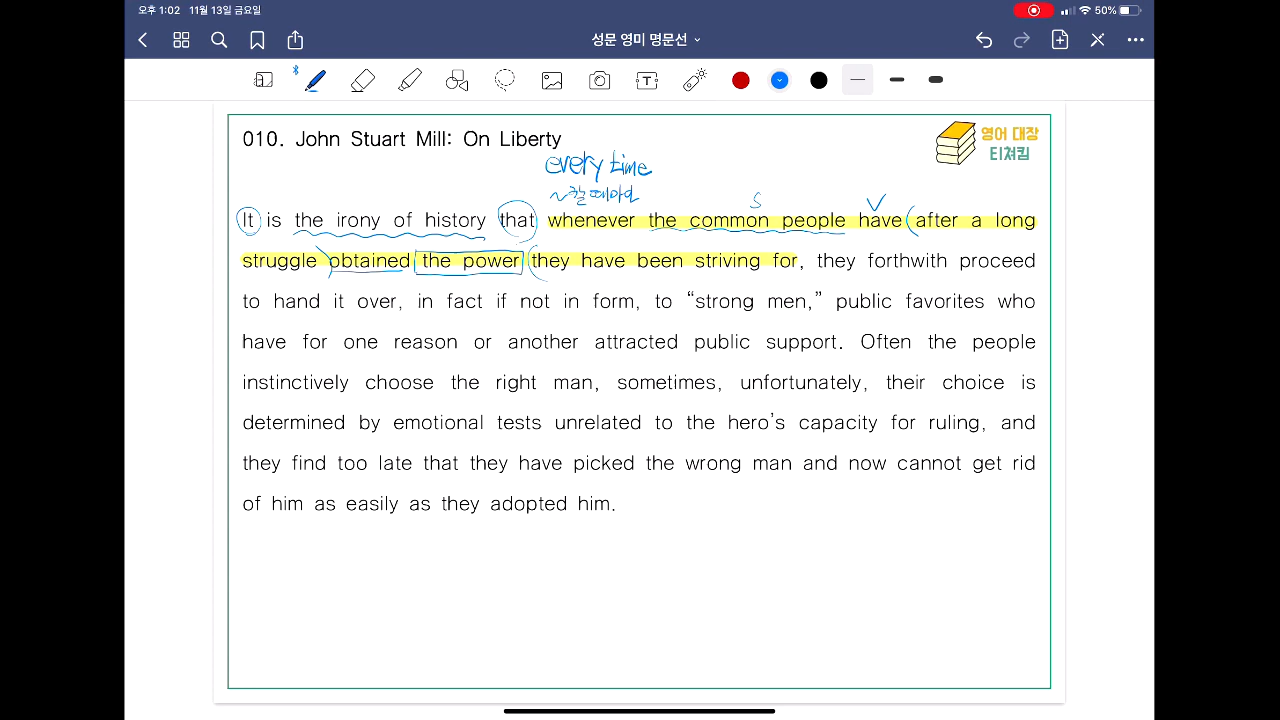 오후 1:02 11월 13일 금요일
50%
성문 영미 명문선
010. John Stuart Mill: On Liberty
영어 대장
티쳐킴
every time
~할 때마다
S V
It is the irony of history that whenever the common people have (after a long
struggle) obtained the power (they have been striving for, they forthwith proceed
to hand it over, in fact if not in form, to “strong men,” public favorites who
have for one reason or another attracted public support. Often the people
instinctively choose the right man, sometimes, unfortunately, their choice is
determined by emotional tests unrelated to the hero's capacity for ruling, and
they find too late that they have picked the wrong man and now cannot get rid
of him as easily as they adopted him.